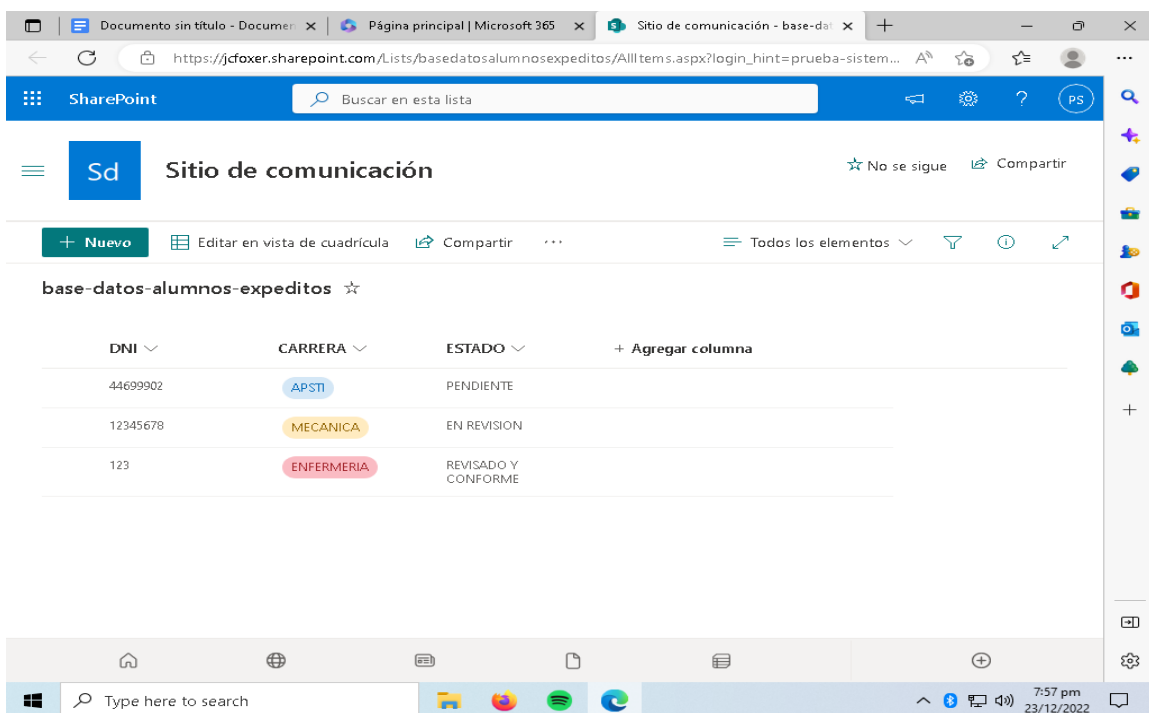 Documento sin título - Documen
Página principal | Microsoft 365
Sitio de comunicación - base-dat
https://jcfoxer.sharepoint.com/Lists/basedatosalumnosexpeditos/AllItems.aspx?login_hint=prueba-sistem...
SharePoint
Buscar en esta lista
PS
Sd
Sitio de comunicación
No se sigue
Compartir
+ Nuevo
Editar en vista de cuadrícula
Compartir
...
Todos los elementos
base-datos-alumnos-expeditos
DNI CARRERA ESTADO + Agregar columna
44699902 APSTI PENDIENTE
12345678 MECANICA EN REVISION
123 ENFERMERIA REVISADO Y
CONFORME
Type here to search
7:57 pm
23/12/2022